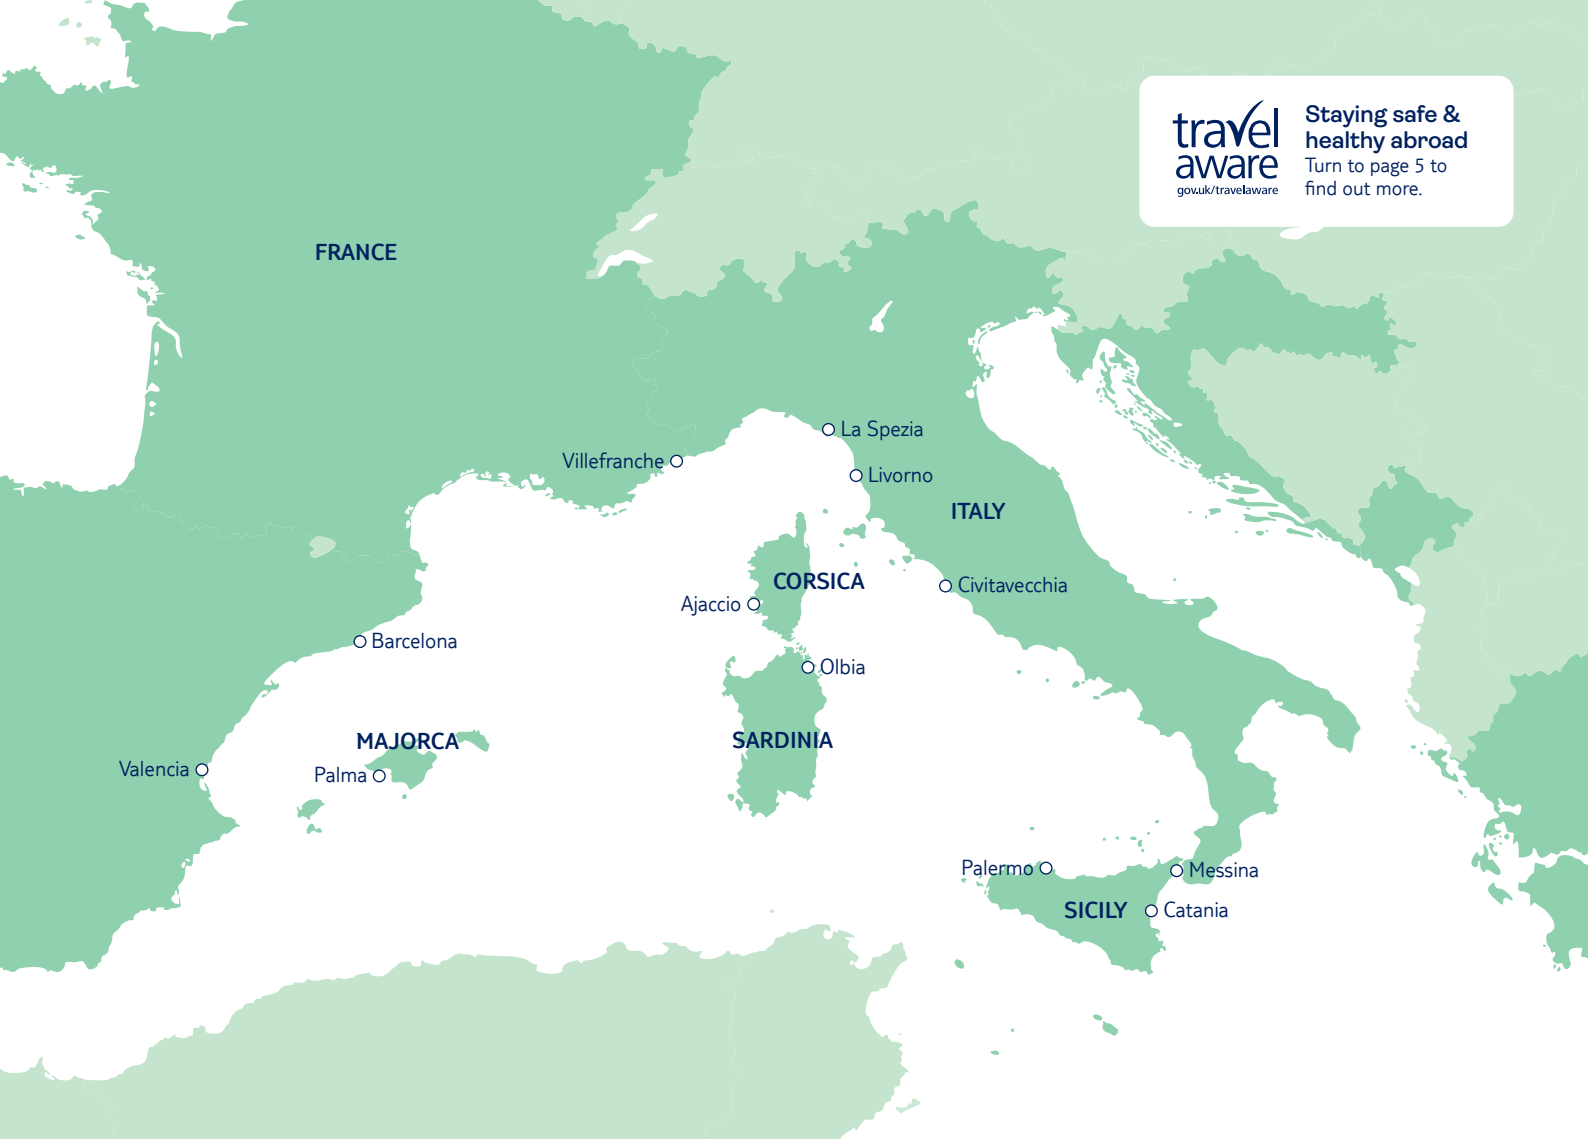 travel
aware
gov.uk/travelaware
Staying safe &
healthy abroad
Turn to page 5 to
find out more.
FRANCE
La Spezia
Villefranche
Livorno
ITALY
CORSICA
Civitavecchia
Ajaccio
Barcelona
Olbia
MAJORCA
SARDINIA
Valencia
Palma
Palermo
Messina
SICILY
Catania